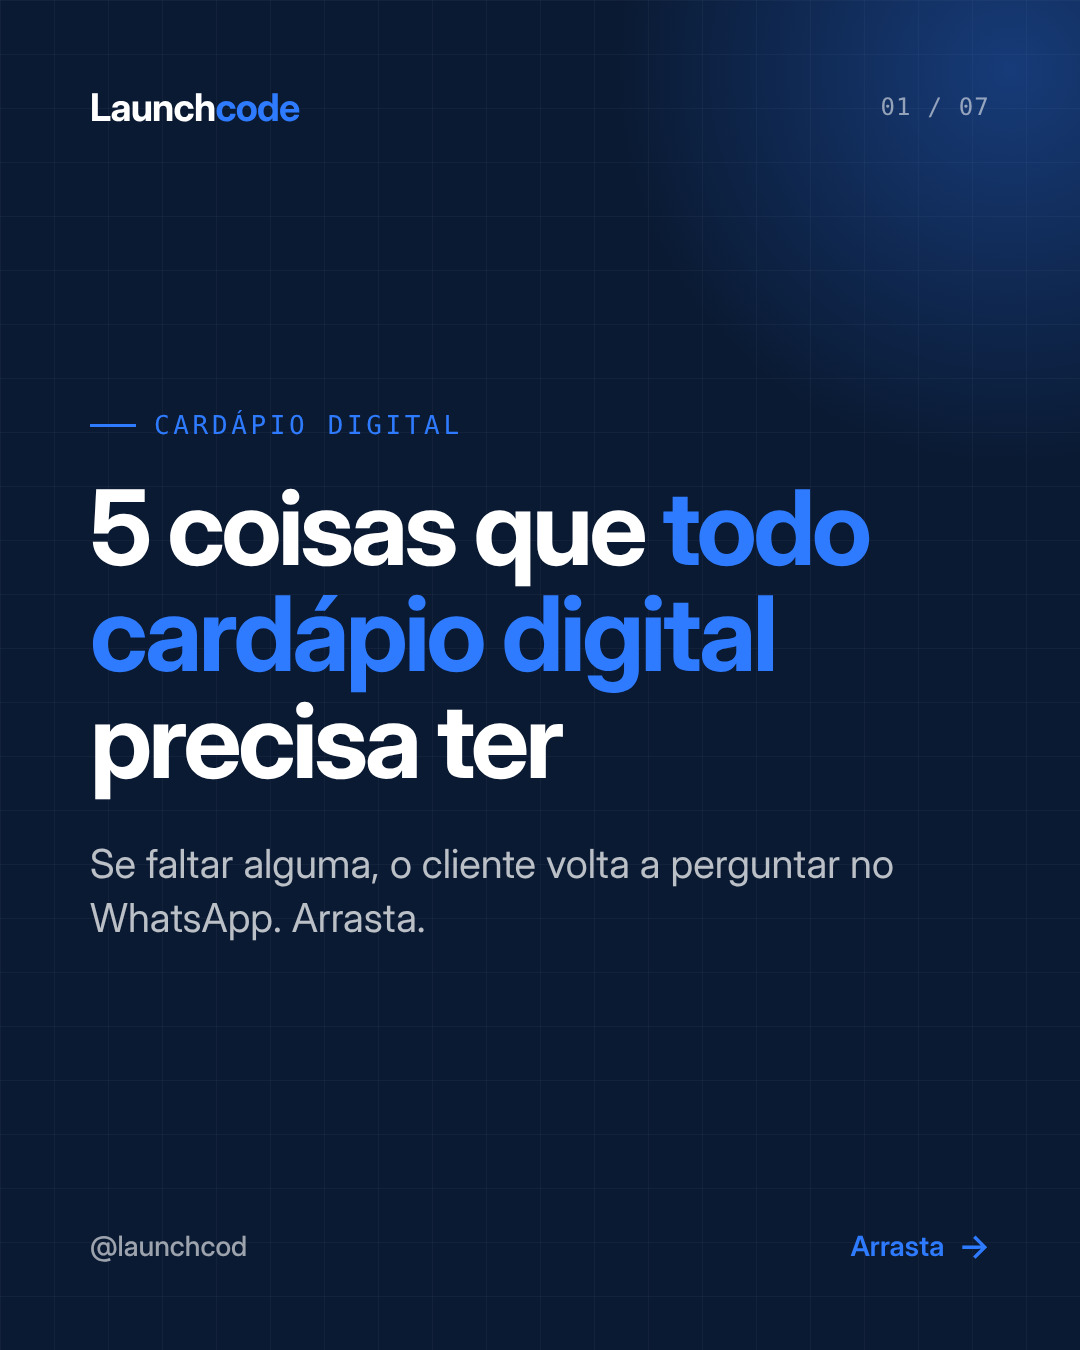 Launchcode
01 / 07
CARDÁPIO DIGITAL
5 coisas que todo
cardápio digital
precisa ter
Se faltar alguma, o cliente volta a perguntar no
WhatsApp. Arrasta.
@launchcod
Arrasta →